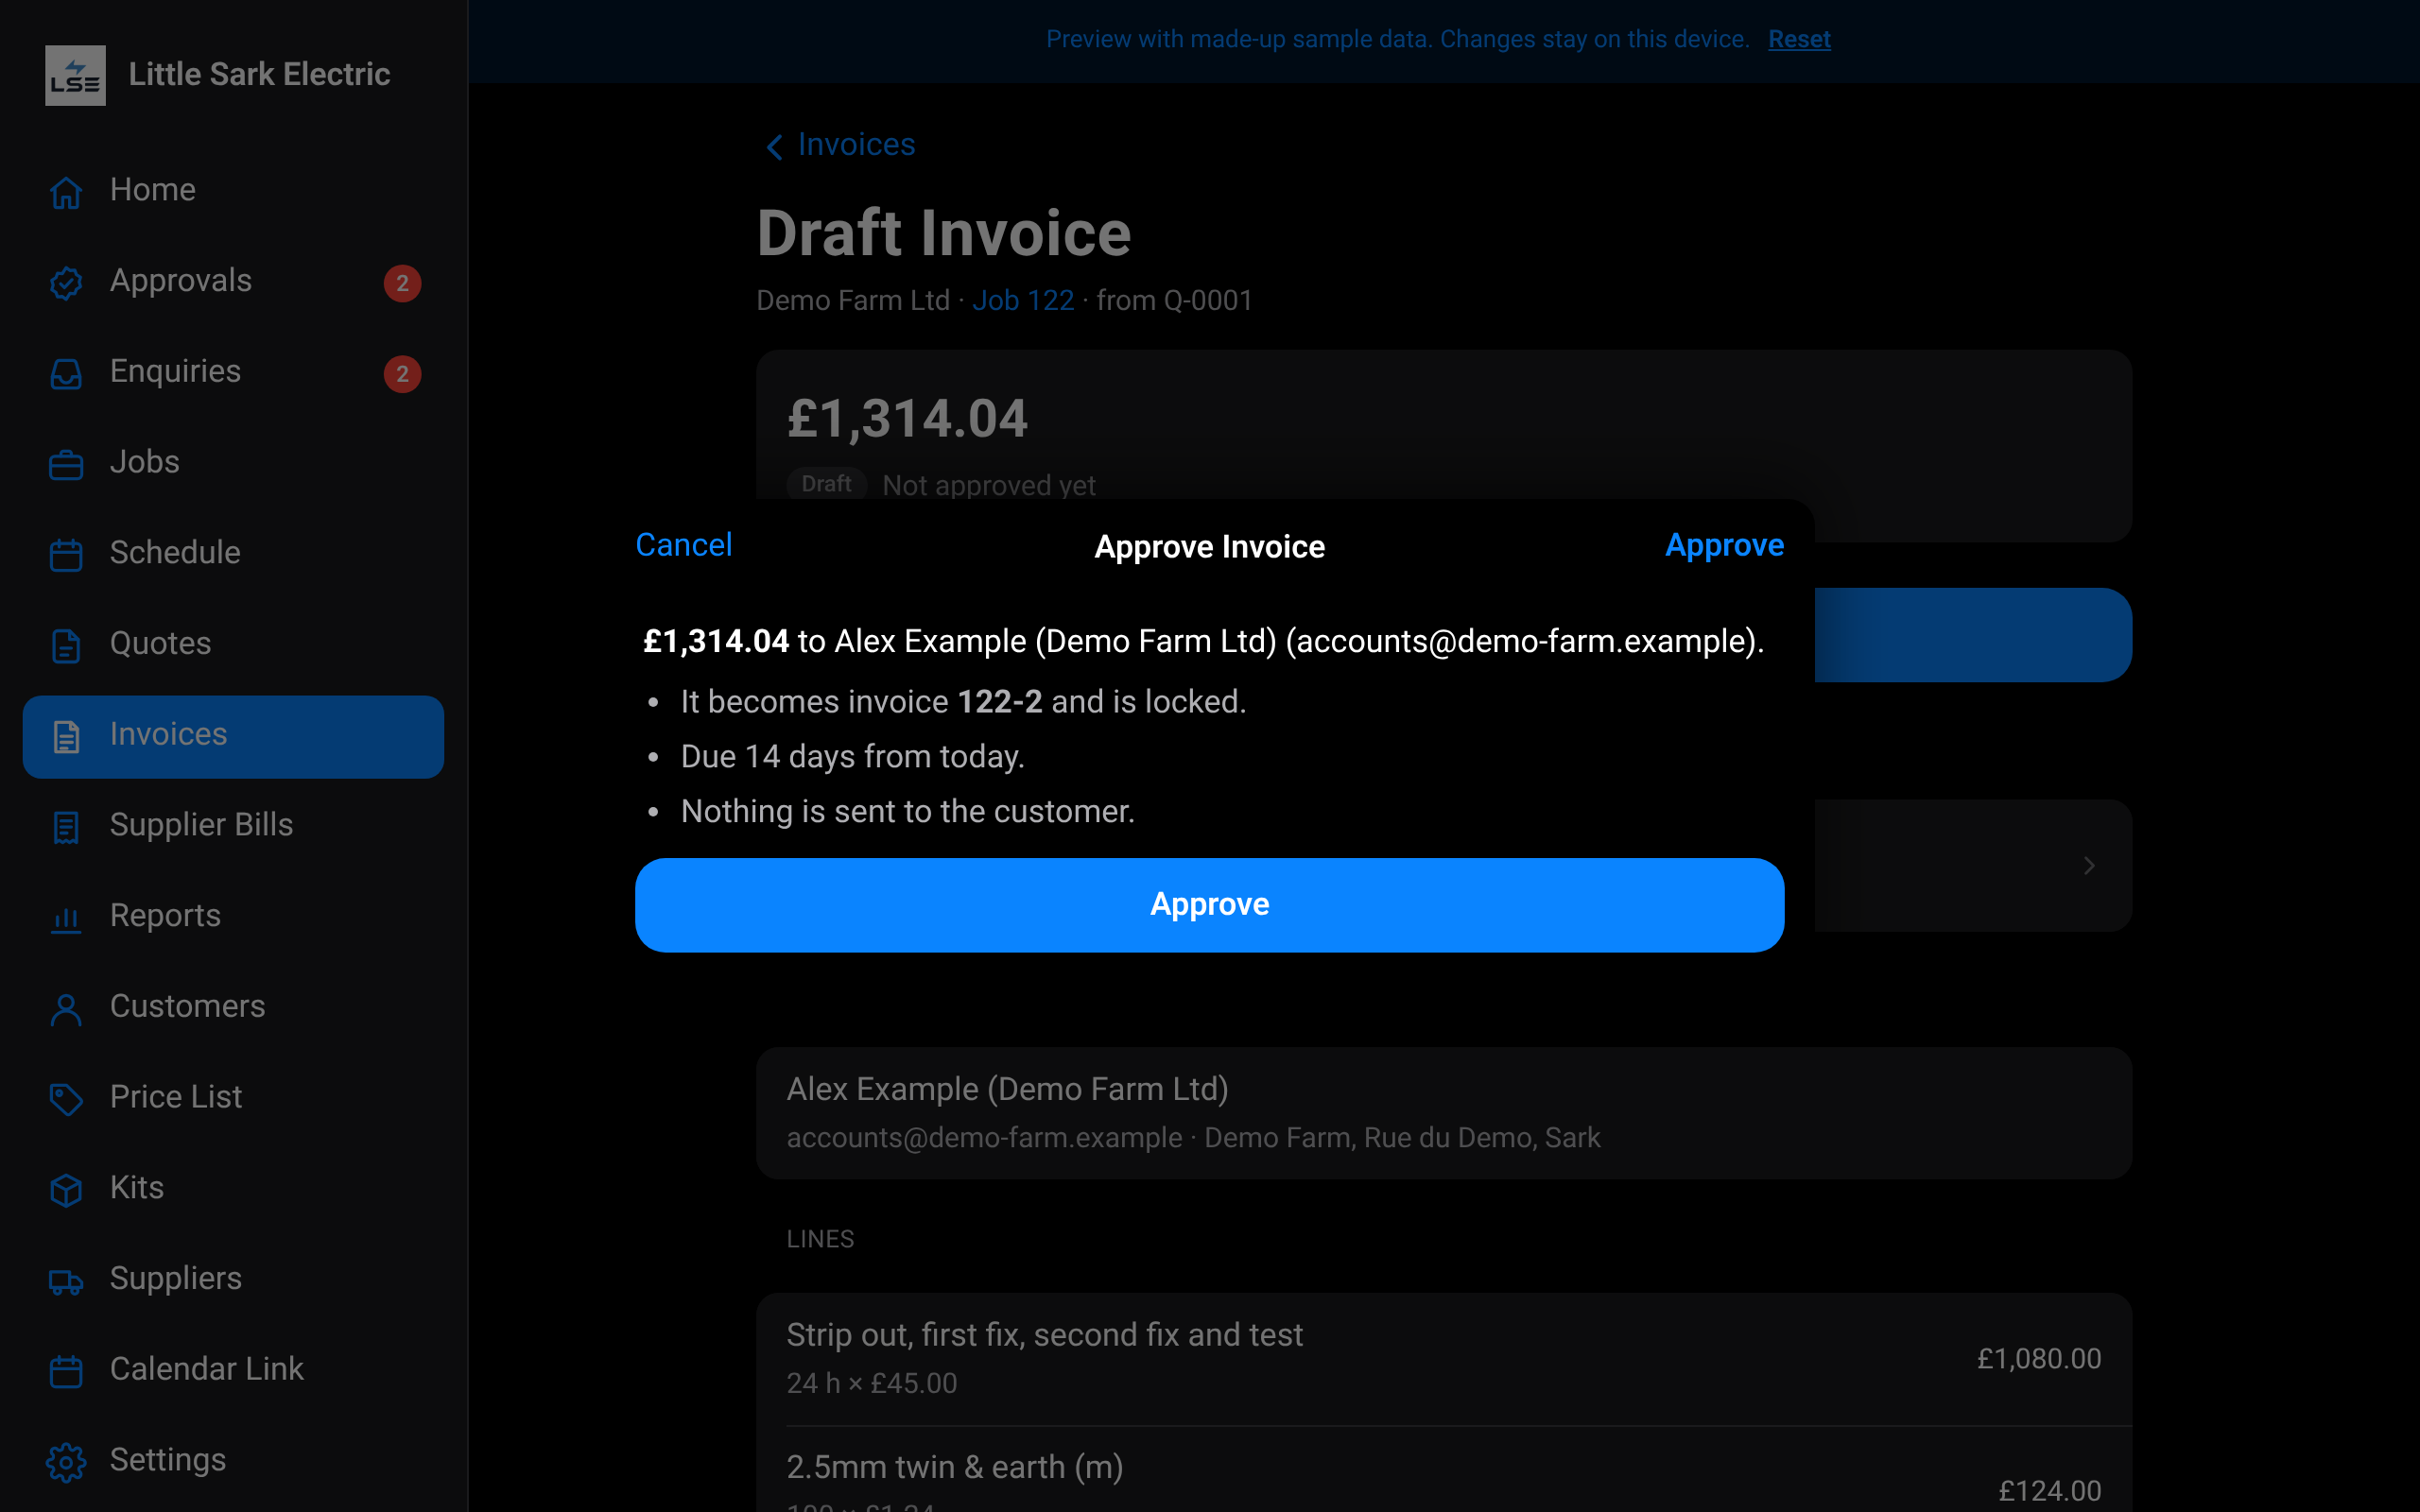 LSE
Little Sark Electric
Home
Approvals
2
Enquiries
2
Jobs
Schedule
Quotes
Invoices
Supplier Bills
Reports
Customers
Price List
Kits
Suppliers
Calendar Link
Settings
Preview with made-up sample data. Changes stay on this device. Reset
Invoices
Draft Invoice
Demo Farm Ltd · Job 122 · from Q-0001
£1,314.04
Draft Not approved yet
Cancel Approve Invoice Approve
£1,314.04 to Alex Example (Demo Farm Ltd) (accounts@demo-farm.example).
• It becomes invoice 122-2 and is locked.
• Due 14 days from today.
• Nothing is sent to the customer.
Approve
Alex Example (Demo Farm Ltd)
accounts@demo-farm.example · Demo Farm, Rue du Demo, Sark
LINES
Strip out, first fix, second fix and test
£1,080.00
24 h × £45.00
2.5mm twin & earth (m)
£124.00